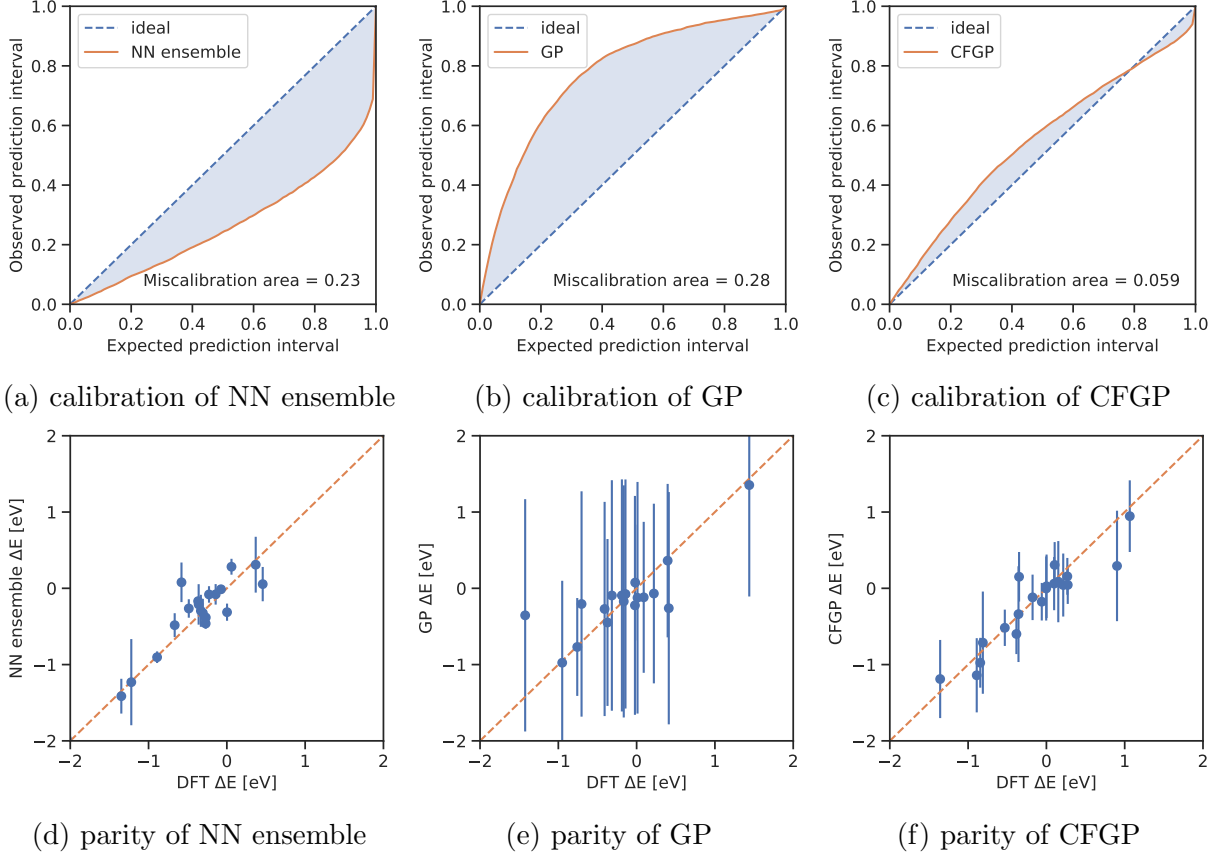 1.0
0.8
0.6
0.4
0.2
0.0
0.0 0.2 0.4 0.6 0.8 1.0
Observed prediction interval
Expected prediction interval
ideal
NN ensemble
Miscalibration area = 0.23
(a) calibration of NN ensemble
1.0
0.8
0.6
0.4
0.2
0.0
0.0 0.2 0.4 0.6 0.8 1.0
Observed prediction interval
Expected prediction interval
ideal
GP
Miscalibration area = 0.28
(b) calibration of GP
1.0
0.8
0.6
0.4
0.2
0.0
0.0 0.2 0.4 0.6 0.8 1.0
Observed prediction interval
Expected prediction interval
ideal
CFGP
Miscalibration area = 0.059
(c) calibration of CFGP
2
1
0
−1
−2
−2 −1 0 1 2
NN ensemble ΔE [eV]
DFT ΔE [eV]
(d) parity of NN ensemble
2
1
0
−1
−2
−2 −1 0 1 2
GP ΔE [eV]
DFT ΔE [eV]
(e) parity of GP
2
1
0
−1
−2
−2 −1 0 1 2
CFGP ΔE [eV]
DFT ΔE [eV]
(f) parity of CFGP